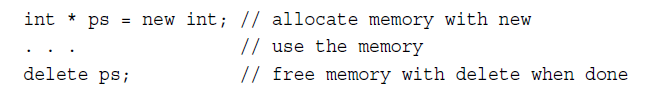 int * ps = new int; // allocate memory with new
. . . // use the memory
delete ps; // free memory with delete when done